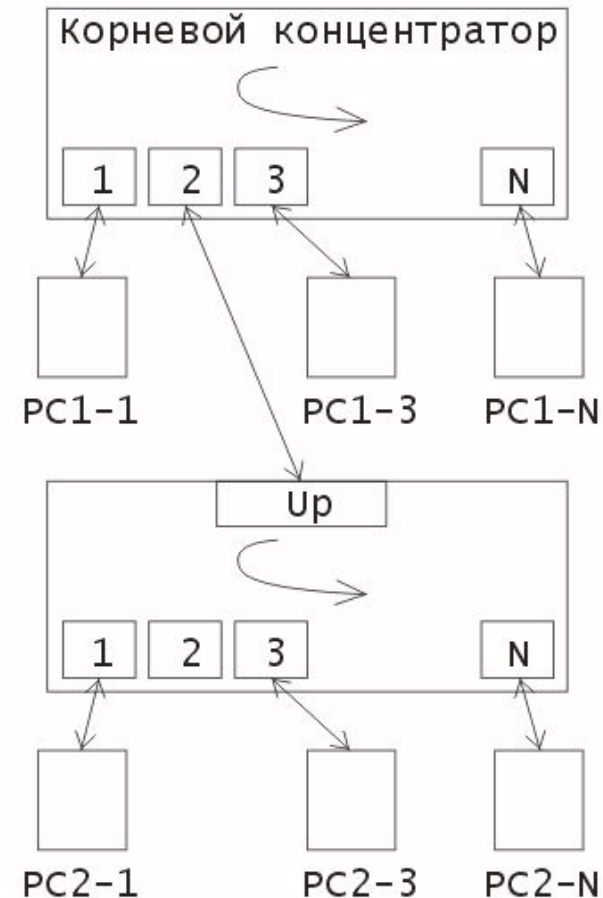 Корневой концентратор
1 2 3 N
PC1-1 PC1-3 PC1-N
Up
1 2 3 N
PC2-1 PC2-3 PC2-N